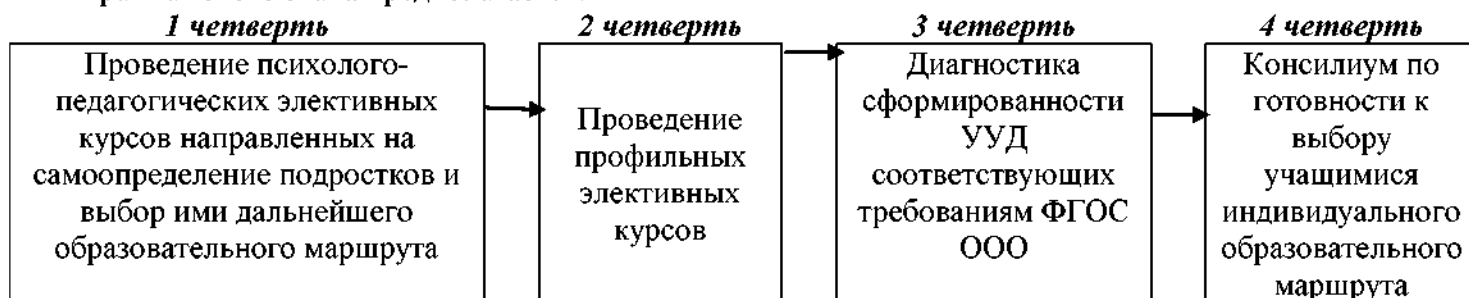 1 четверть
Проведение психолого-
педагогических элективных
курсов направленных на
самоопределение подростков и
выбор ими дальнейшего
образовательного маршрута
2 четверть
Проведение
профильных
элективных
курсов
3 четверть
Диагностика
сформированности
УУД
соответствующих
требованиям ФГОС
ООО
4 четверть
Консилиум по
готовности к
выбору
учащимися
индивидуального
образовательного
маршрута